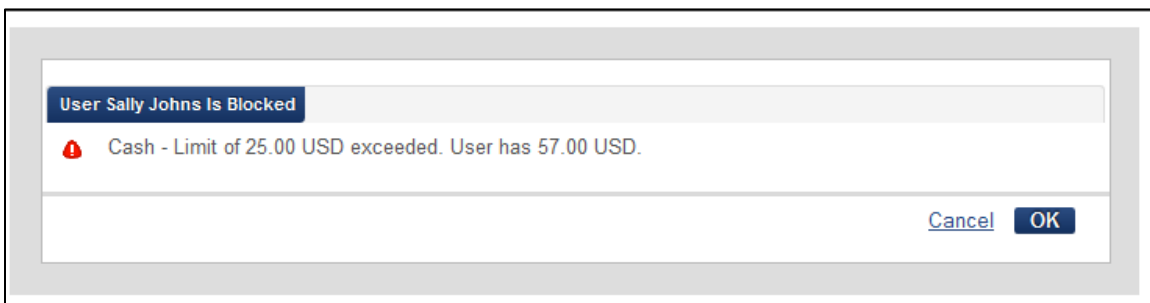 User Sally Johns Is Blocked
Cash - Limit of 25.00 USD exceeded. User has 57.00 USD.
Cancel OK